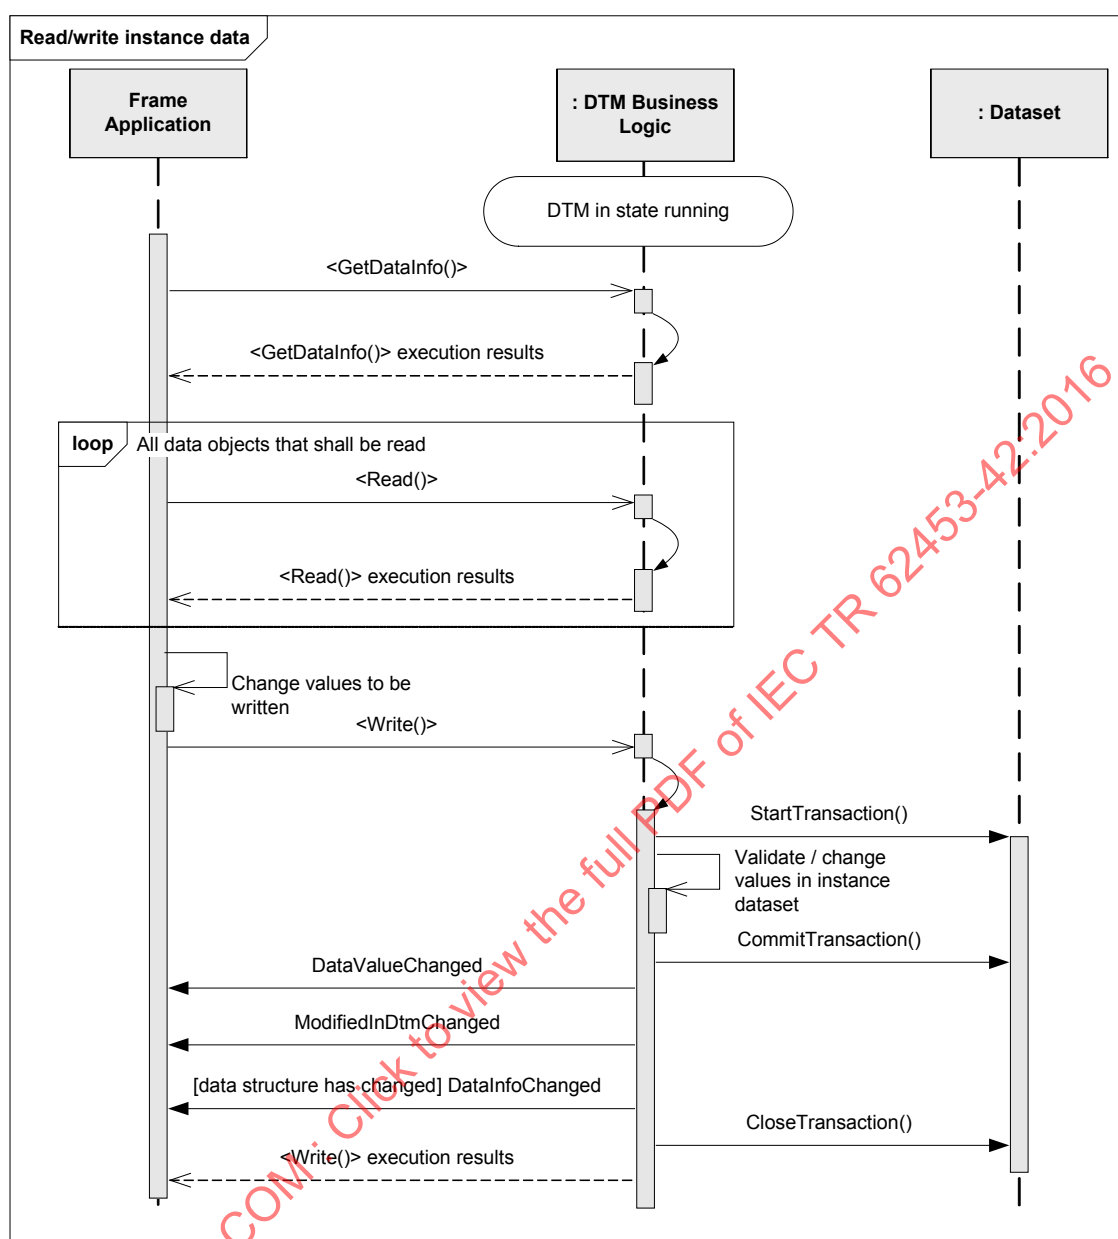 Read/write instance data
Frame
Application
: DTM Business
Logic
: Dataset
DTM in state running
<GetDataInfo()>
<GetDataInfo()> execution results
loop
All data objects that shall be read
<Read()>
<Read()> execution results
Change values to be
written
<Write()>
StartTransaction()
Validate / change
values in instance
dataset
CommitTransaction()
DataValueChanged
ModifiedInDtmChanged
[data structure has changed] DataInfoChanged
CloseTransaction()
<Write()> execution results
COM : Click to view the full PDF of IEC TR 62453-42:2016